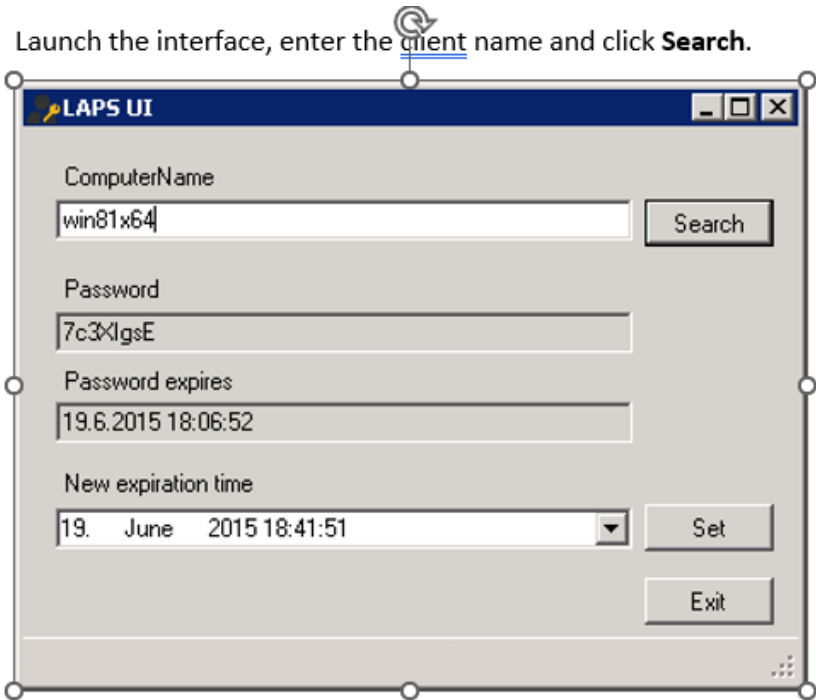 Launch the interface, enter the client name and click Search.
LAPS UI
ComputerName
win81x64
Search
Password
7c3XIgsE
Password expires
19.6.2015 18:06:52
New expiration time
19. June 2015 18:41:51
Set
Exit